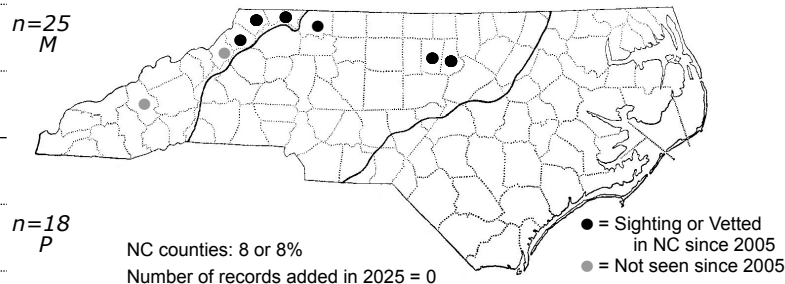 n=25
M
n=18
P
NC counties: 8 or 8%
Number of records added in 2025 = 0
● = Sighting or Vetted
in NC since 2005
● = Not seen since 2005